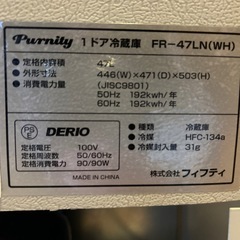 Purnity 1ドア冷蔵庫 FR-47LN(WH)
●定格内容積 47L
●外形寸法 446(W)×471(D)×503(H)
●消費電力量 (JISC9801)
50Hz 192kwh/年
60Hz 192kwh/年
PS E DERIO
定格電圧 : 100V
定格周波数 : 50/60Hz
定格消費電力 : 90/90W
種類 : 冷蔵庫
冷媒 : HFC-134a
冷媒封入量 : 31g
株式会社 フィフティ